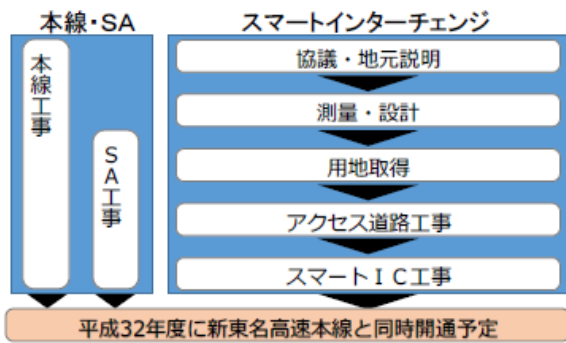 本線・SA
本線工事
SA工事
スマートインターチェンジ
協議・地元説明
測量・設計
用地取得
アクセス道路工事
スマートＩＣ工事
平成32年度に新東名高速本線と同時開通予定